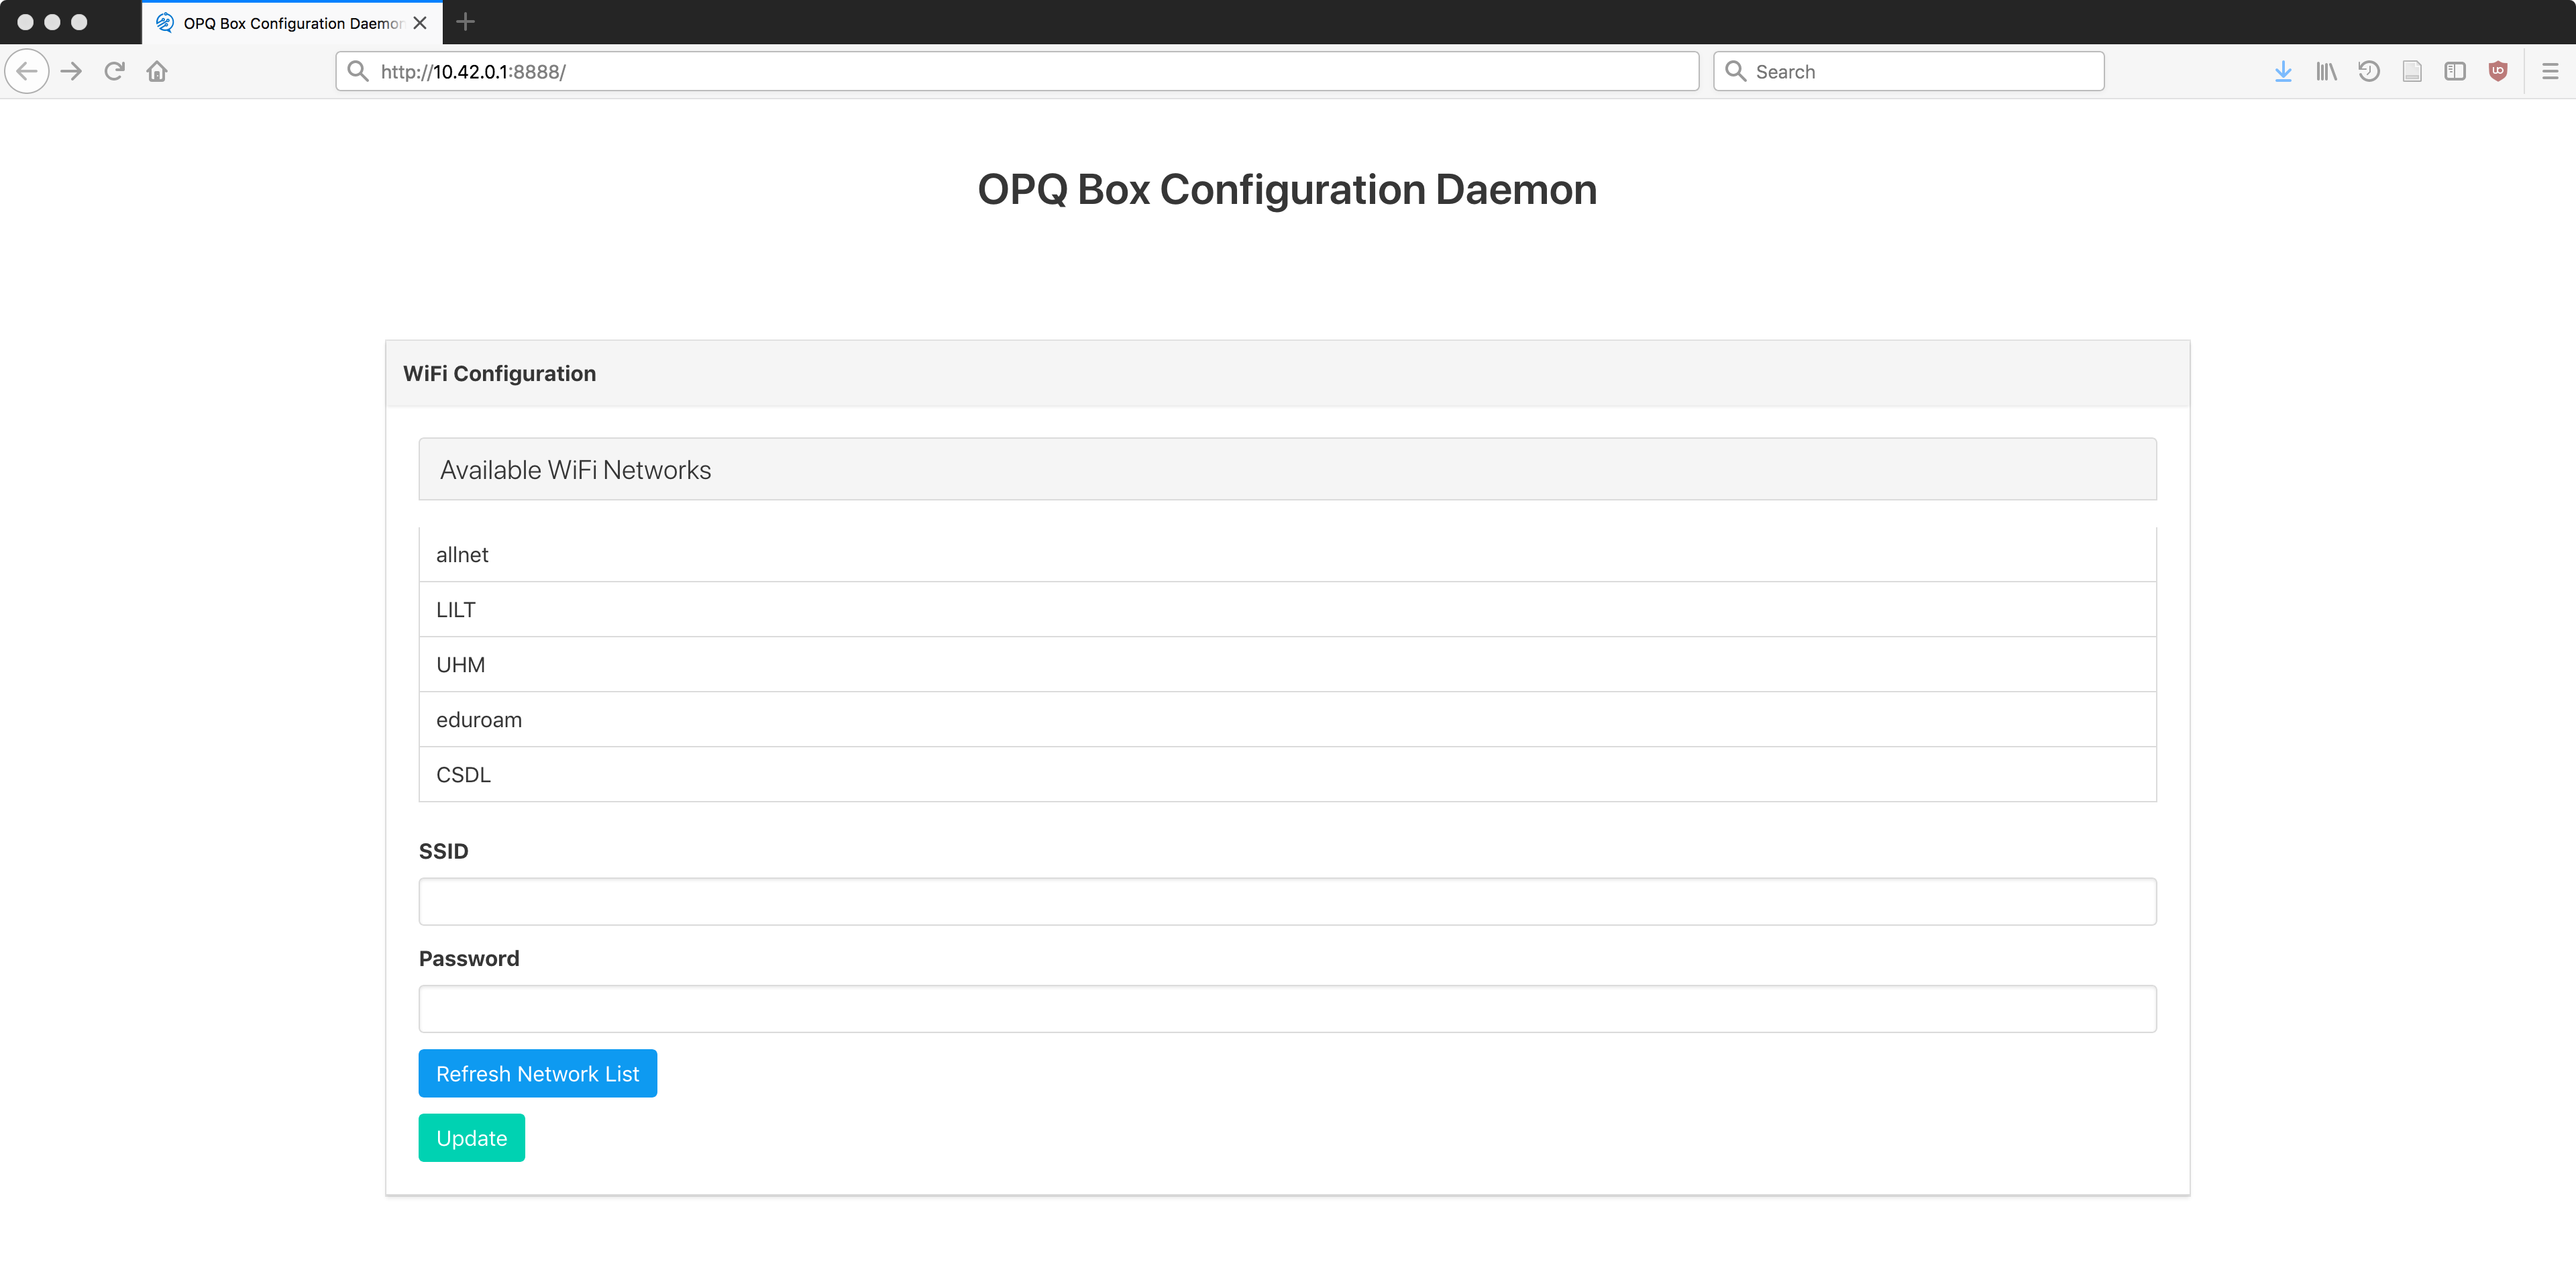 OPQ Box Configuration Daemon
http://10.42.0.1:8888/
Search
OPQ Box Configuration Daemon
WiFi Configuration
Available WiFi Networks
allnet
LILT
UHM
eduroam
CSDL
SSID
Password
Refresh Network List
Update